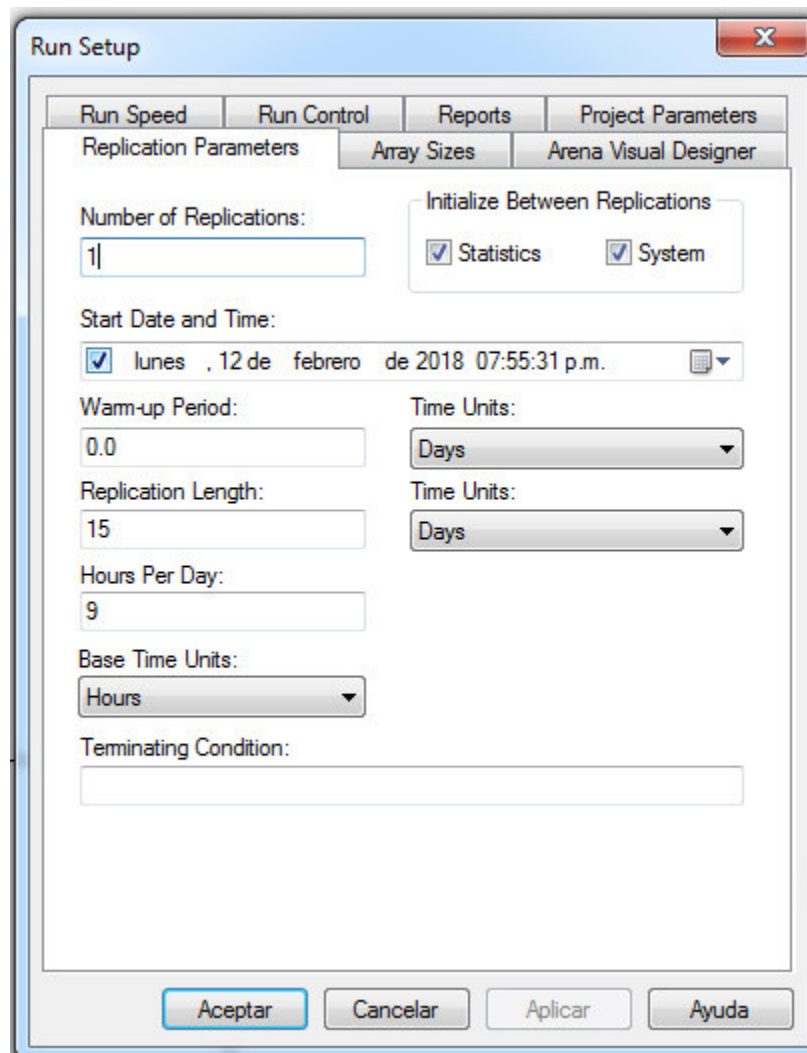 Run Setup
Run Speed Run Control Reports Project Parameters
Replication Parameters Array Sizes Arena Visual Designer
Number of Replications:
1
Initialize Between Replications
Statistics System
Start Date and Time:
lunes , 12 de febrero de 2018 07:55:31 p.m.
Warm-up Period: Time Units:
0.0 Days
Replication Length: Time Units:
15 Days
Hours Per Day:
9
Base Time Units:
Hours
Terminating Condition:
Aceptar Cancelar Aplicar Ayuda